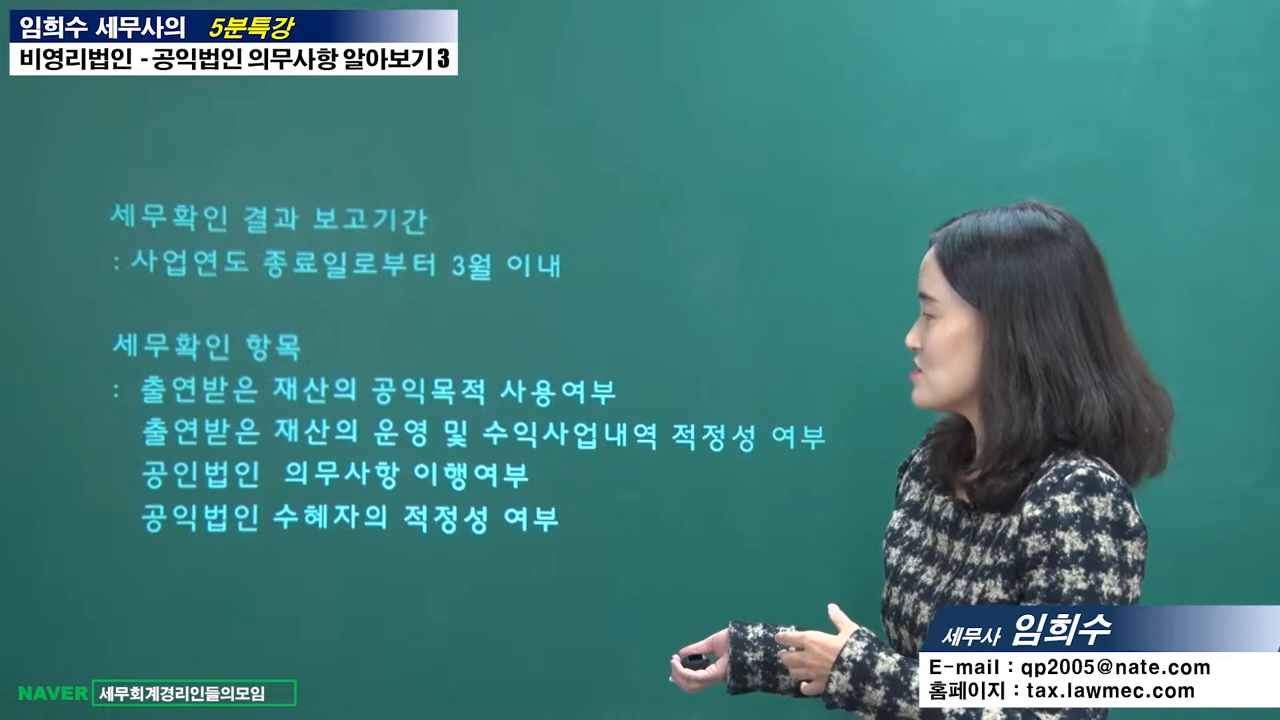 임희수 세무사의 5분특강
비영리법인 - 공익법인 의무사항 알아보기 3
세무확인 결과 보고기간
: 사업연도 종료일로부터 3월 이내
세무확인 항목
: 출연받은 재산의 공익목적 사용여부
출연받은 재산의 운영 및 수익사업내역 적정성 여부
공인법인 의무사항 이행여부
공익법인 수혜자의 적정성 여부
세무사 임희수
E-mail : qp2005@nate.com
홈페이지 : tax.lawmec.com
NAVER 세무회계경리인들의모임